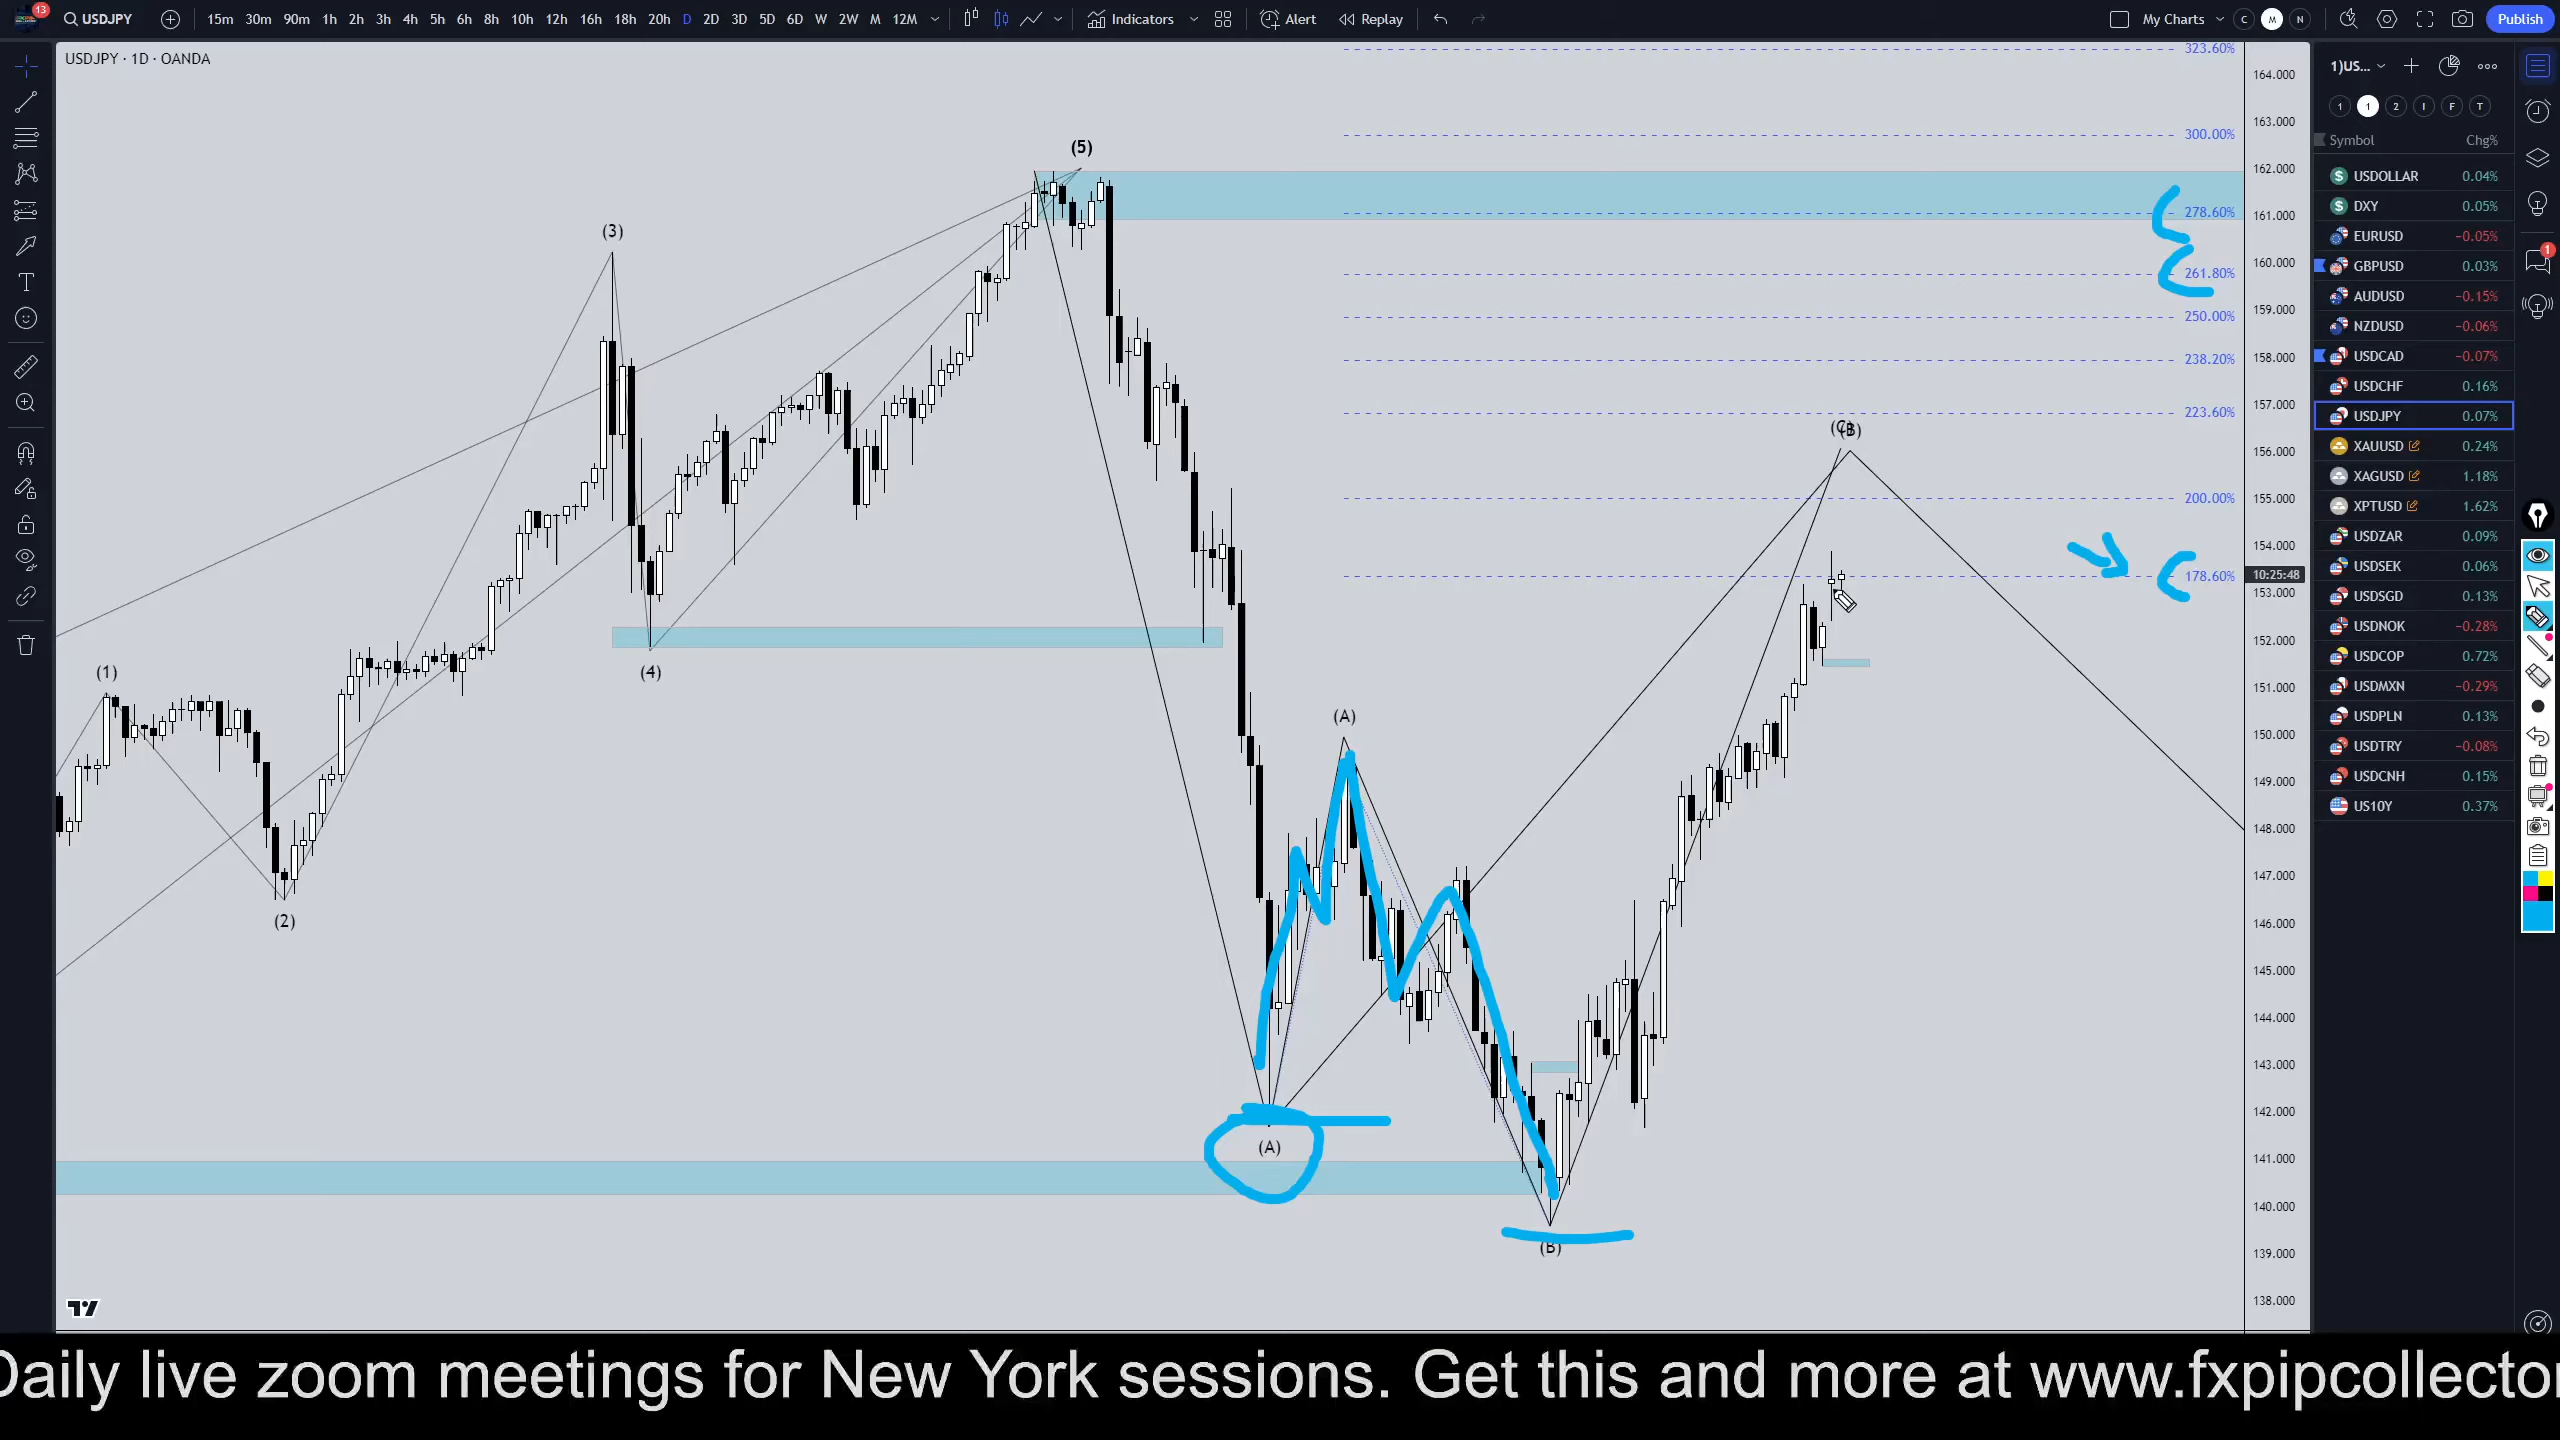 13
USDJPY
15m 30m 90m 1h 2h 3h 4h 5h 6h 8h 10h 12h 16h 18h 20h D 2D 3D 5D 6D W 2W M 12M
Indicators
Alert
Replay
My Charts
C M N
Publish
USDJPY · 1D · OANDA
(1)
(2)
(3)
(4)
(5)
(A)
(A)
(B)
(B)
323.60%
300.00%
278.60%
261.80%
250.00%
238.20%
223.60%
200.00%
178.60%
164.000
163.000
162.000
161.000
160.000
159.000
158.000
157.000
156.000
155.000
154.000
10:25:48
153.000
152.000
151.000
150.000
149.000
148.000
147.000
146.000
145.000
144.000
143.000
142.000
141.000
140.000
139.000
138.000
1)US...
1 1 2 I F T
Symbol Chg%
USDOLLAR 0.04%
DXY 0.05%
EURUSD −0.05%
GBPUSD 0.03%
AUDUSD −0.15%
NZDUSD −0.06%
USDCAD −0.07%
USDCHF 0.16%
USDJPY 0.07%
XAUUSD 0.24%
XAGUSD 1.18%
XPTUSD 1.62%
USDZAR 0.09%
USDSEK 0.06%
USDSGD 0.13%
USDNOK −0.28%
USDCOP 0.72%
USDMXN −0.29%
USDPLN 0.13%
USDTRY −0.08%
USDCNH 0.15%
US10Y 0.37%
1
Daily live zoom meetings for New York sessions. Get this and more at www.fxpipcollector